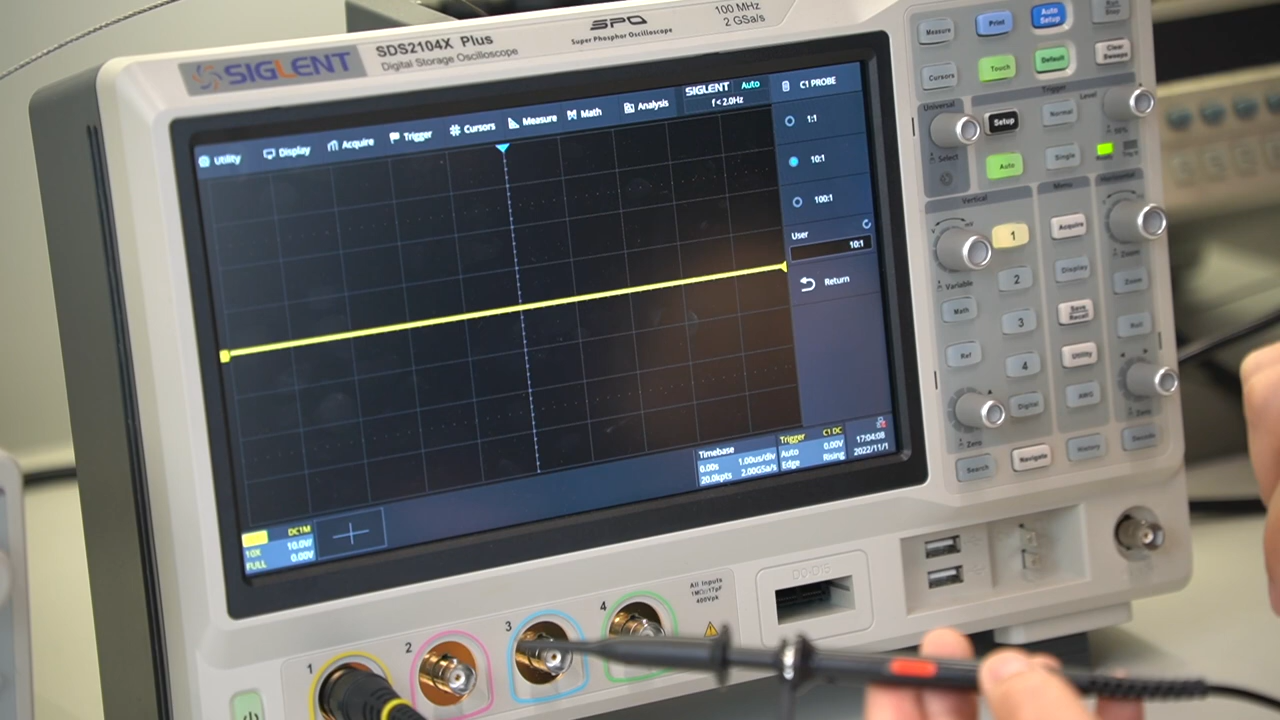 SIGLENT
SDS2104X Plus
Digital Storage Oscilloscope
SPO
Super Phosphor Oscilloscope
100 MHz
2 GSa/s
Utility
Display
Acquire
Trigger
Cursors
Measure
Math
Analysis
SIGLENT Auto
f < 2.0Hz
C1 PROBE
1:1
10:1
100:1
User
10:1
Return
Timebase
0.00s 1.00us/div
20.0kpts 2.00GSa/s
Trigger C1 DC
Auto 0.00V
Edge Rising
17:04:08
2022/11/1
DC1M
10X 10.0V/
FULL 0.00V
Measure
Print
Auto
Setup
Run
Stop
Cursors
Touch
Default
Clear
Sweeps
Trigger
Universal
Select
Setup
Normal
Level
50%
Auto
Single
Vertical
Menu
Horizontal
Variable
1
Acquire
Zoom
2
Display
Zoom
Math
3
Save
Recall
Roll
Ref
4
Utility
Zero
Digital
AWG
Zero
Search
Navigate
History
Decode
1
2
3
4
All Inputs
1MΩ//17pF
400Vpk
D0-D15